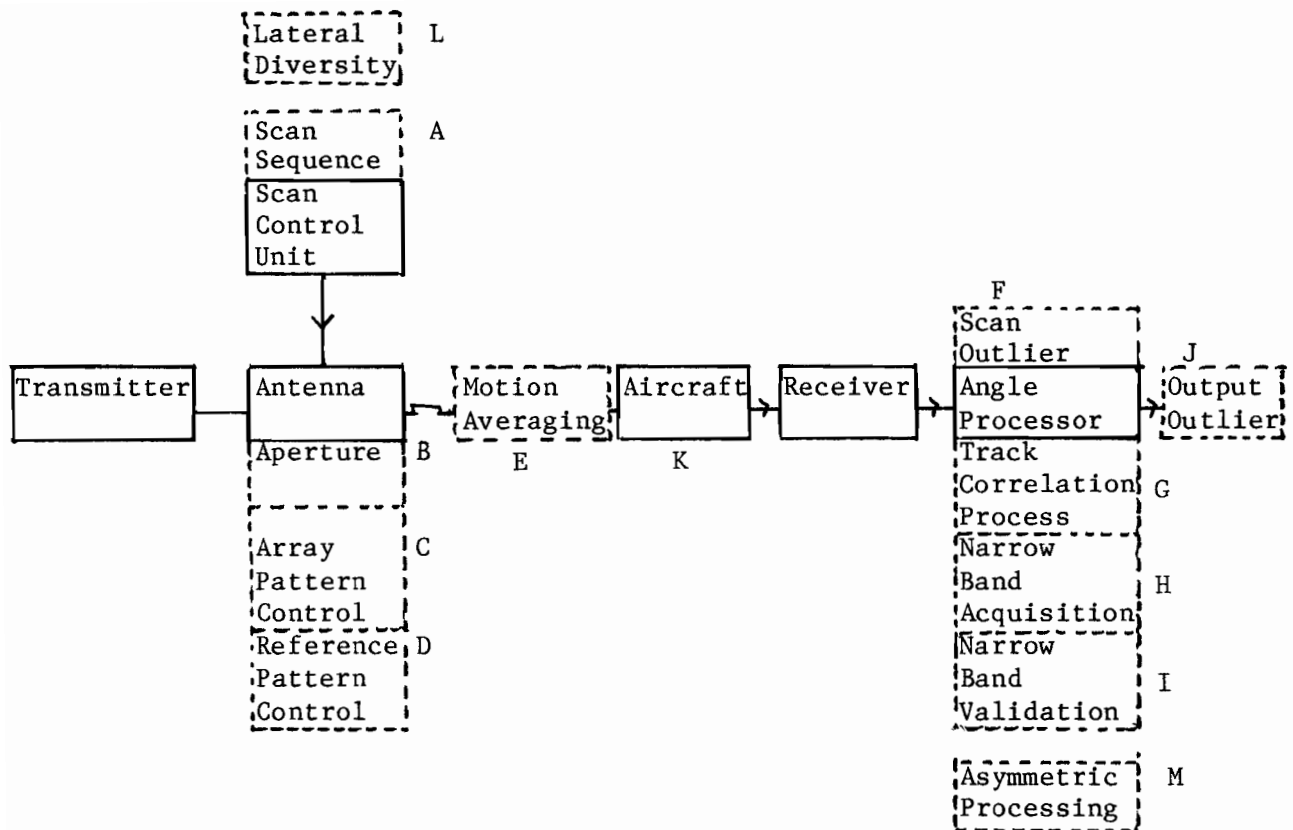 Lateral L
Diversity
Scan A
Sequence
Scan
Control
Unit
Transmitter
Antenna
Aperture B
Array C
Pattern
Control
Reference D
Pattern
Control
Motion
Averaging
E
Aircraft
K
Receiver
F
Scan
Outlier
Angle
Processor
Track
Correlation G
Process
Narrow
Band H
Acquisition
Narrow
Band I
Validation
Asymmetric M
Processing
J
Output
Outlier